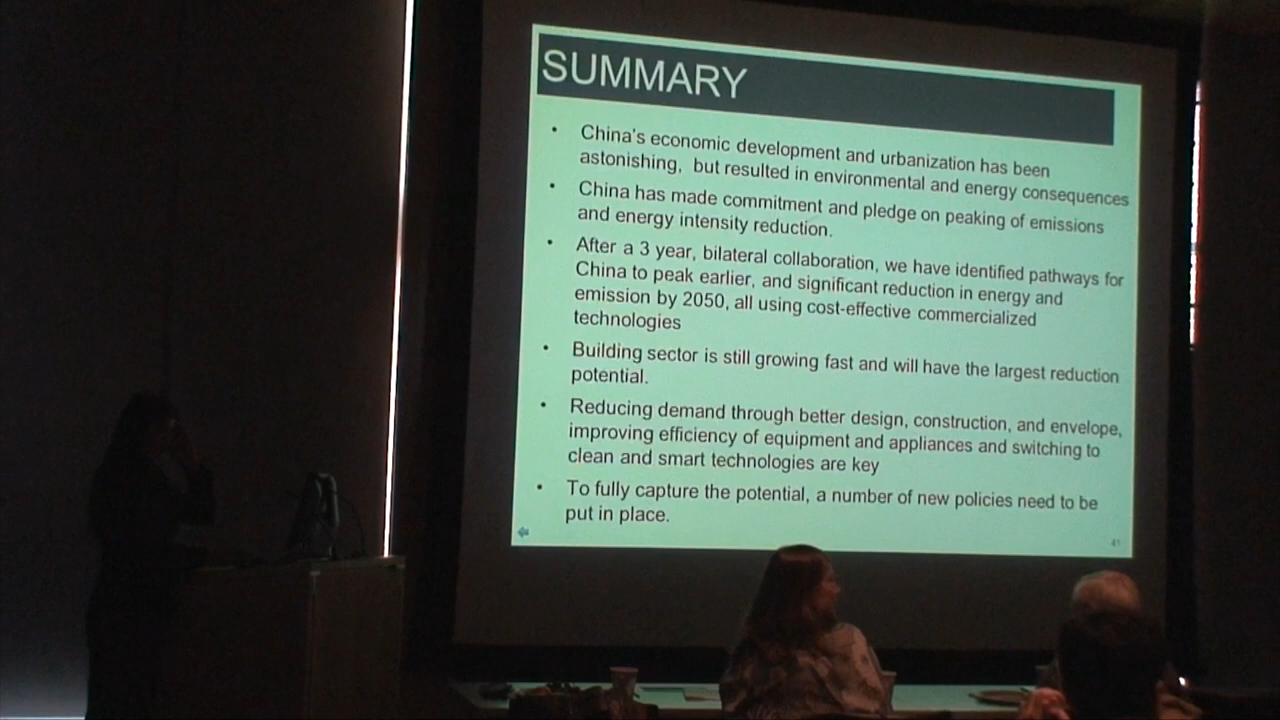 SUMMARY
• China's economic development and urbanization has been
astonishing, but resulted in environmental and energy consequences
• China has made commitment and pledge on peaking of emissions
and energy intensity reduction.
• After a 3 year, bilateral collaboration, we have identified pathways for
China to peak earlier, and significant reduction in energy and
emission by 2050, all using cost-effective commercialized
technologies
• Building sector is still growing fast and will have the largest reduction
potential.
• Reducing demand through better design, construction, and envelope,
improving efficiency of equipment and appliances and switching to
clean and smart technologies are key
• To fully capture the potential, a number of new policies need to be
put in place.
41